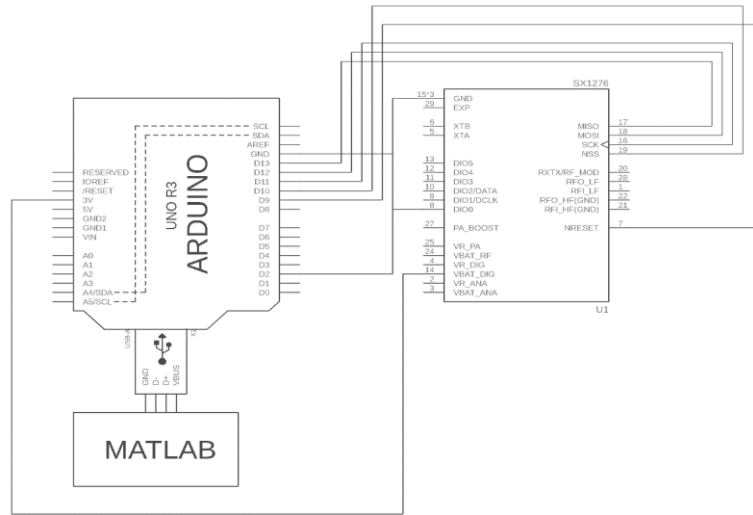 SCL
SDA
AREF
GND
D13
D12
D11
D10
D9
D8
D7
D6
D5
D4
D3
D2
D1
D0
RESERVED
IOREF
/RESET
3V
5V
GND2
GND1
VIN
A0
A1
A2
A3
A4/SDA
A5/SCL
UNO R3
ARDUINO
GND
D-
D+
VBUS
MATLAB
SX1276
15*3 GND
29 EXP
6 XTB
5 XTA
13 DIO5
12 DIO4
11 DIO3
10 DIO2/DATA
9 DIO1/DCLK
8 DIO0
27 PA_BOOST
25 VR_PA
24 VBAT_RF
4 VR_DIG
14 VBAT_DIG
2 VR_ANA
3 VBAT_ANA
MISO 17
MOSI 18
SCK 16
NSS 19
RXTX/RF_MOD 20
RFO_LF 28
RFI_LF 1
RFO_HF(GND) 22
RFI_HF(GND) 21
NRESET 7
U1